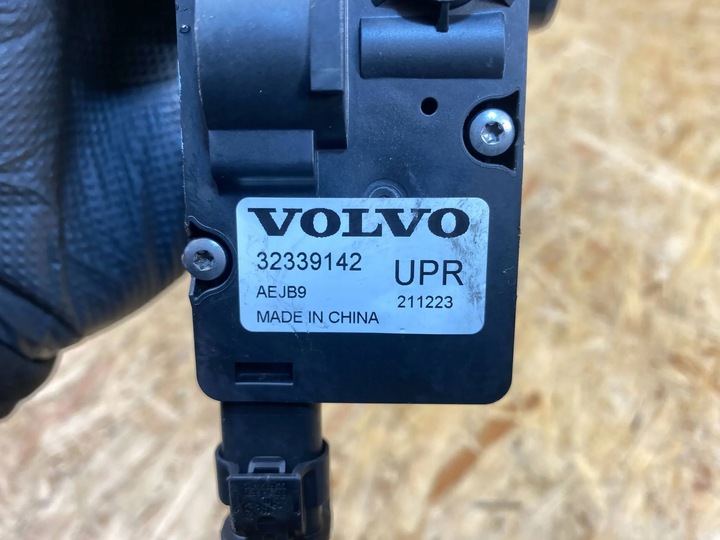 VOLVO
32339142 UPR
AEJB9 211223
MADE IN CHINA